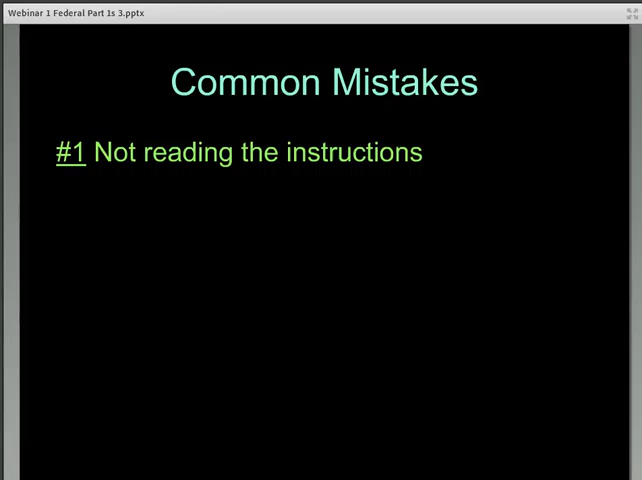 Webinar 1 Federal Part 1s 3.pptx
Common Mistakes
#1 Not reading the instructions